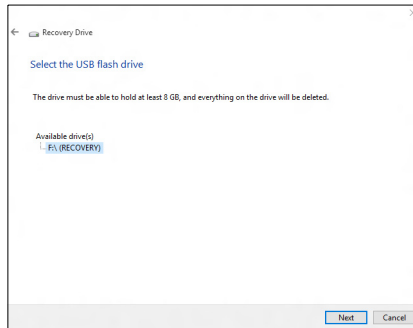 Recovery Drive
Select the USB flash drive
The drive must be able to hold at least 8 GB, and everything on the drive will be deleted.
Available drive(s)
F:\ (RECOVERY)
Next Cancel